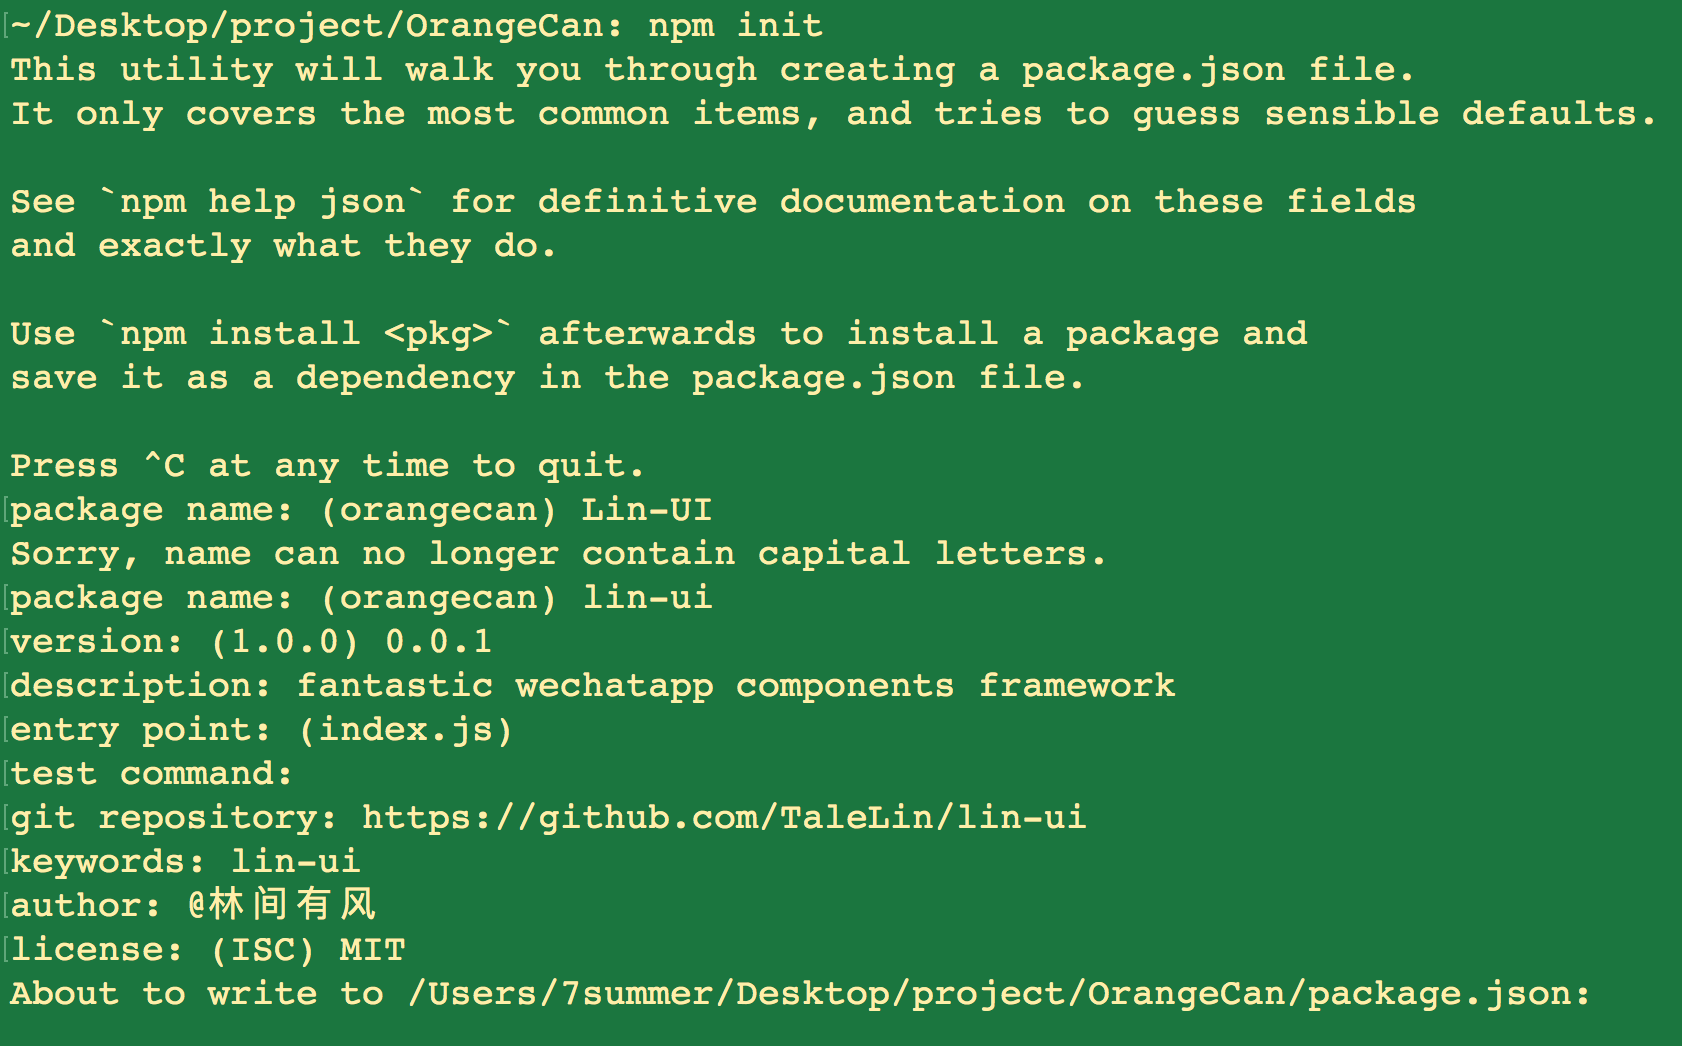 ~/Desktop/project/OrangeCan: npm init
This utility will walk you through creating a package.json file.
It only covers the most common items, and tries to guess sensible defaults.
See `npm help json` for definitive documentation on these fields
and exactly what they do.
Use `npm install <pkg>` afterwards to install a package and
save it as a dependency in the package.json file.
Press ^C at any time to quit.
package name: (orangecan) Lin-UI
Sorry, name can no longer contain capital letters.
package name: (orangecan) lin-ui
version: (1.0.0) 0.0.1
description: fantastic wechatapp components framework
entry point: (index.js)
test command:
git repository: https://github.com/TaleLin/lin-ui
keywords: lin-ui
author: @林间有风
license: (ISC) MIT
About to write to /Users/7summer/Desktop/project/OrangeCan/package.json: